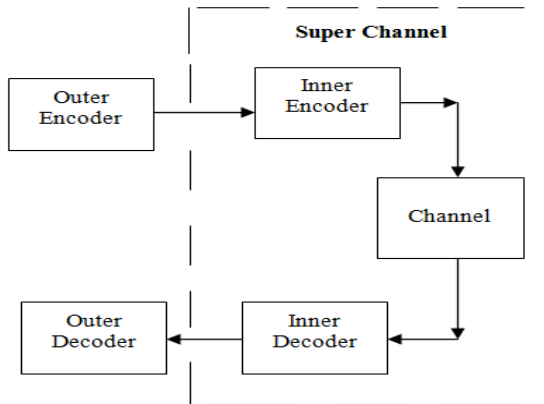 Super Channel
Outer
Encoder
Inner
Encoder
Channel
Outer
Decoder
Inner
Decoder